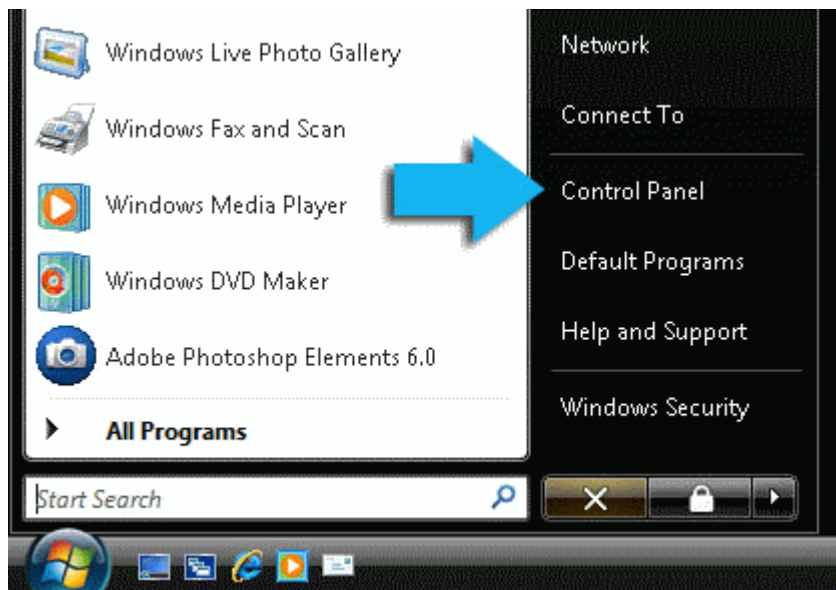 Windows Live Photo Gallery
Windows Fax and Scan
Windows Media Player
Windows DVD Maker
Adobe Photoshop Elements 6.0
All Programs
Start Search
Network
Connect To
Control Panel
Default Programs
Help and Support
Windows Security